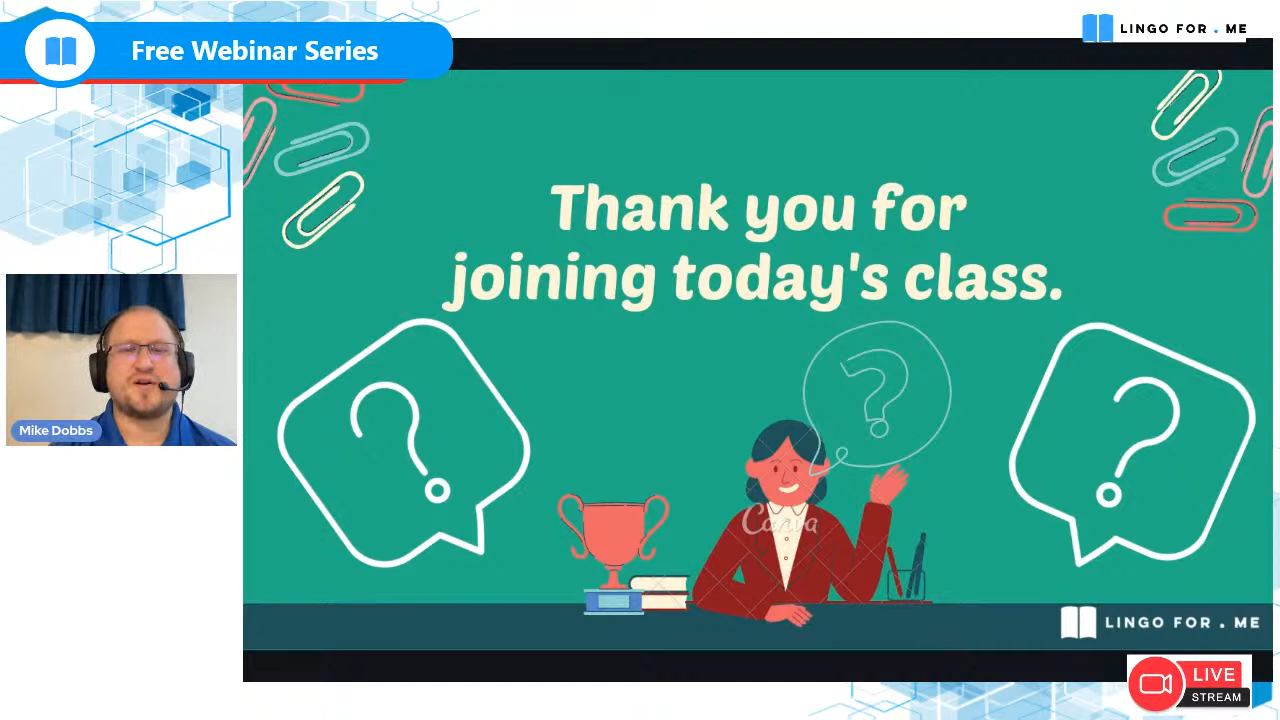 Free Webinar Series
LINGO FOR . ME
Thank you for
joining today's class.
?
?
?
Mike Dobbs
Canva
LINGO FOR . ME
LIVE
STREAM